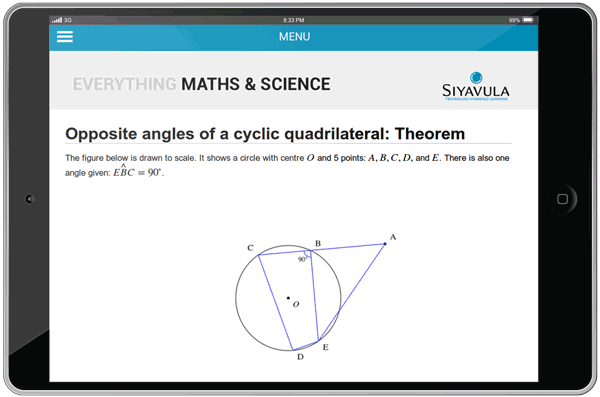 3G 8:33 PM 99%
MENU
EVERYTHING MATHS & SCIENCE
SIYAVULA
TECHNOLOGY-POWERED LEARNING
Opposite angles of a cyclic quadrilateral: Theorem
The figure below is drawn to scale. It shows a circle with centre O and 5 points: A, B, C, D, and E. There is also one
angle given: EB̂C = 90°.
A
B
C
90°
O
E
D